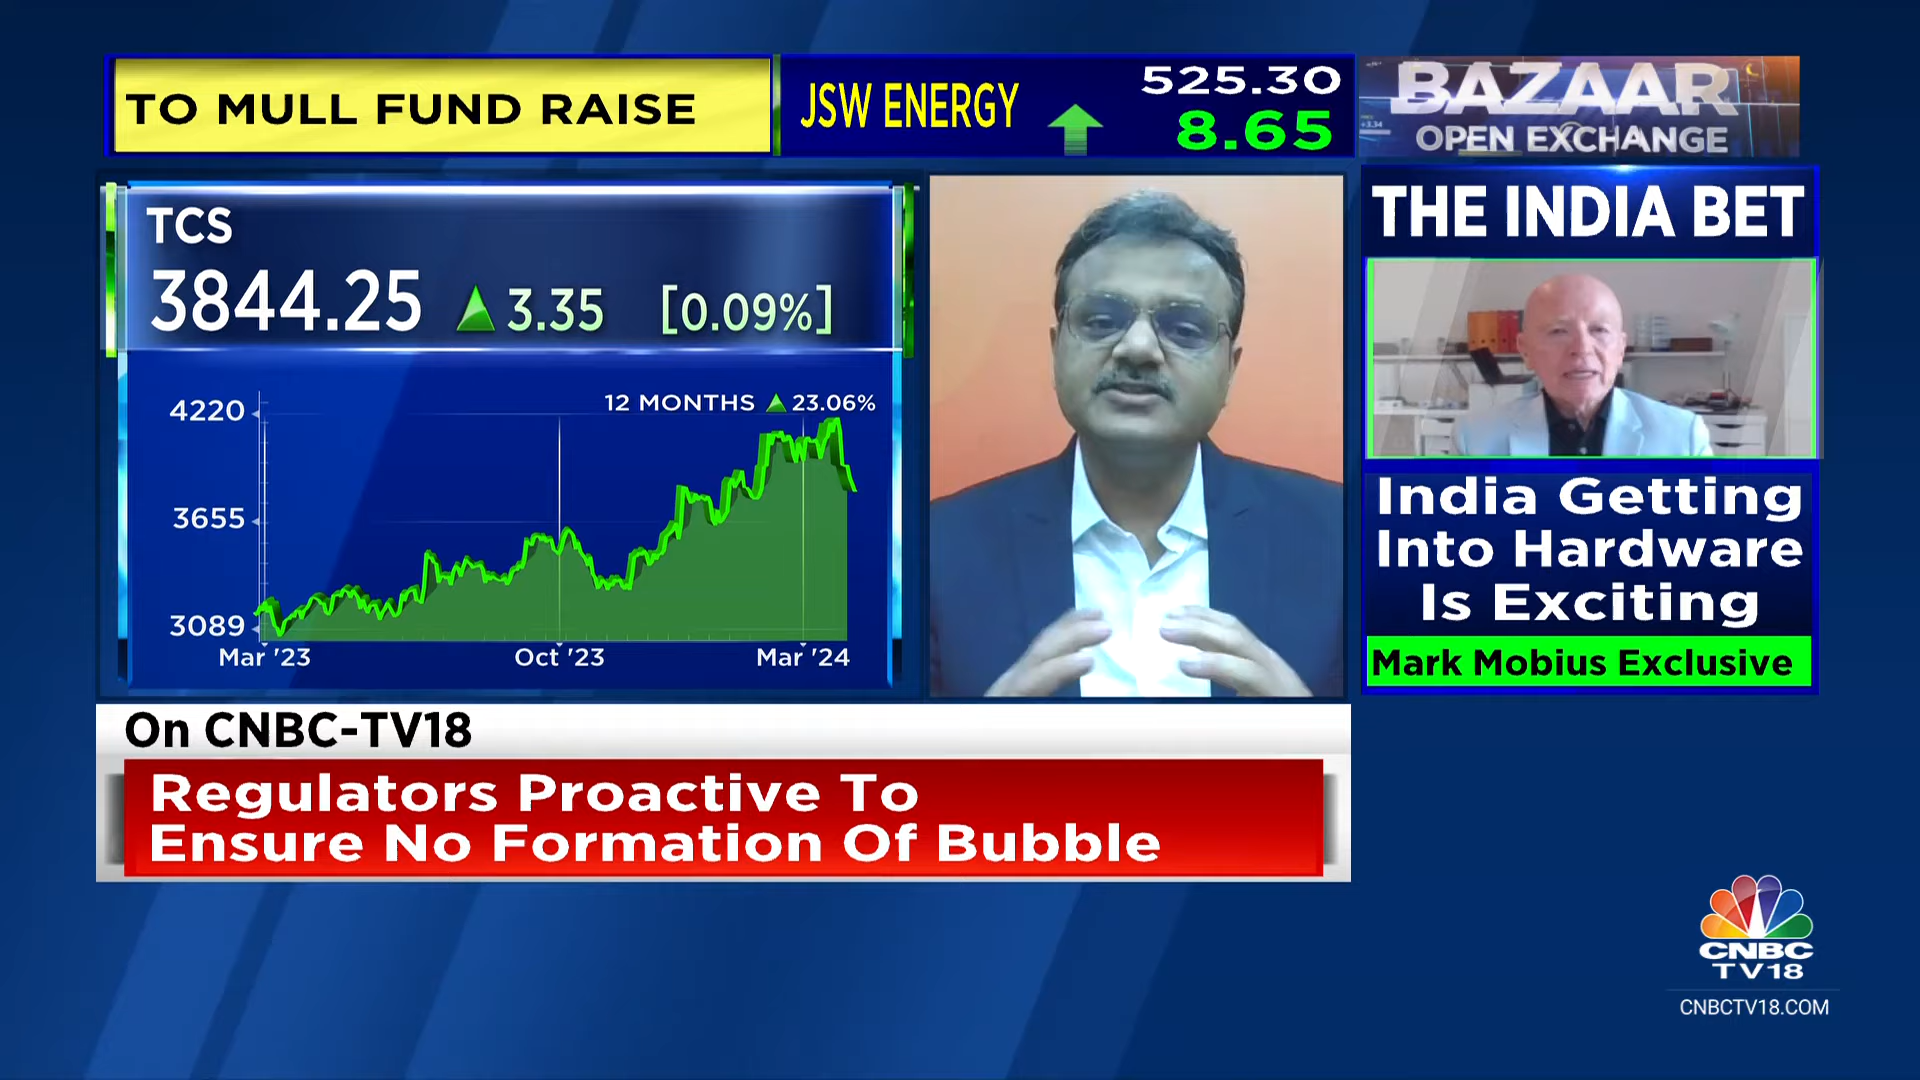 TO MULL FUND RAISE
JSW ENERGY
525.30
8.65
BAZAAR
OPEN EXCHANGE
TCS
3844.25 3.35 [0.09%]
12 MONTHS 23.06%
4220
3655
3089
Mar '23 Oct '23 Mar '24
THE INDIA BET
India Getting
Into Hardware
Is Exciting
Mark Mobius Exclusive
On CNBC-TV18
Regulators Proactive To
Ensure No Formation Of Bubble
CNBC
TV18
CNBCTV18.COM